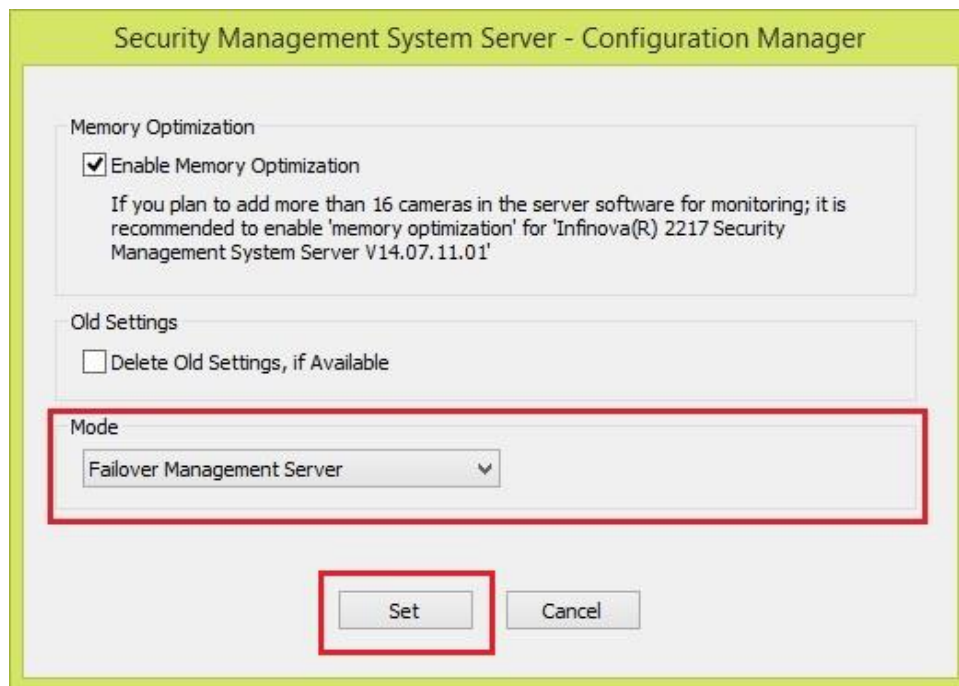 Security Management System Server - Configuration Manager
Memory Optimization
Enable Memory Optimization
If you plan to add more than 16 cameras in the server software for monitoring; it is
recommended to enable 'memory optimization' for 'Infinova(R) 2217 Security
Management System Server V14.07.11.01'
Old Settings
Delete Old Settings, if Available
Mode
Failover Management Server
Set
Cancel